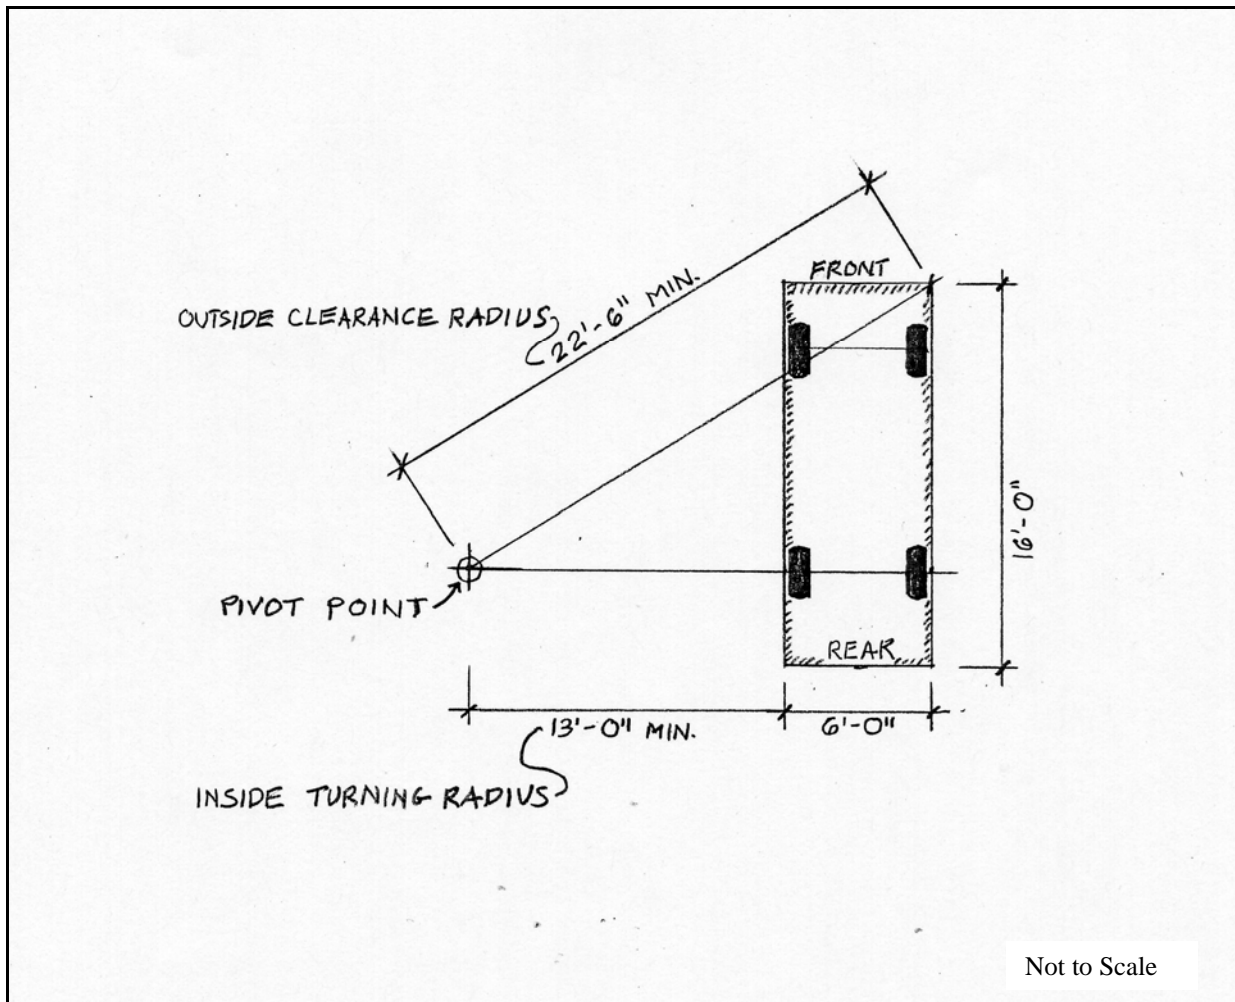 FRONT
OUTSIDE CLEARANCE RADIUS
22'-6" MIN.
16'-0"
PIVOT POINT
REAR
13'-0" MIN.
6'-0"
INSIDE TURNING RADIUS
Not to Scale